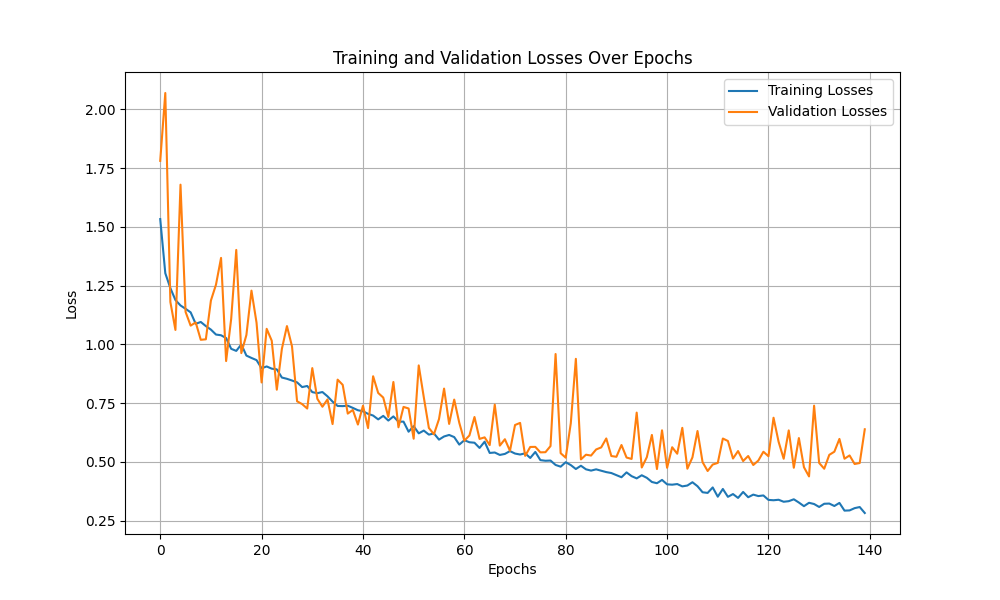 Training and Validation Losses Over Epochs
Training Losses
Validation Losses
Loss
2.00
1.75
1.50
1.25
1.00
0.75
0.50
0.25
0 20 40 60 80 100 120 140
Epochs